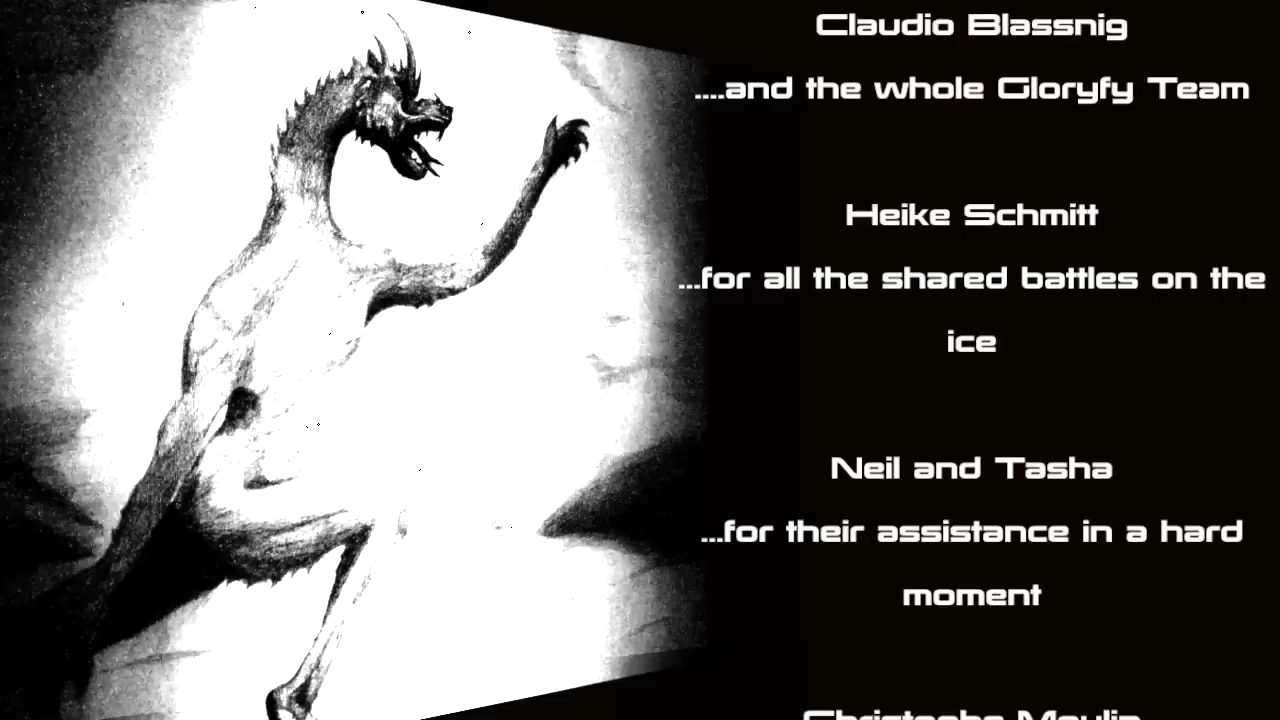 Claudio Blassnig
....and the whole Gloryfy Team
Heike Schmitt
...for all the shared battles on the
ice
Neil and Tasha
...for their assistance in a hard
moment